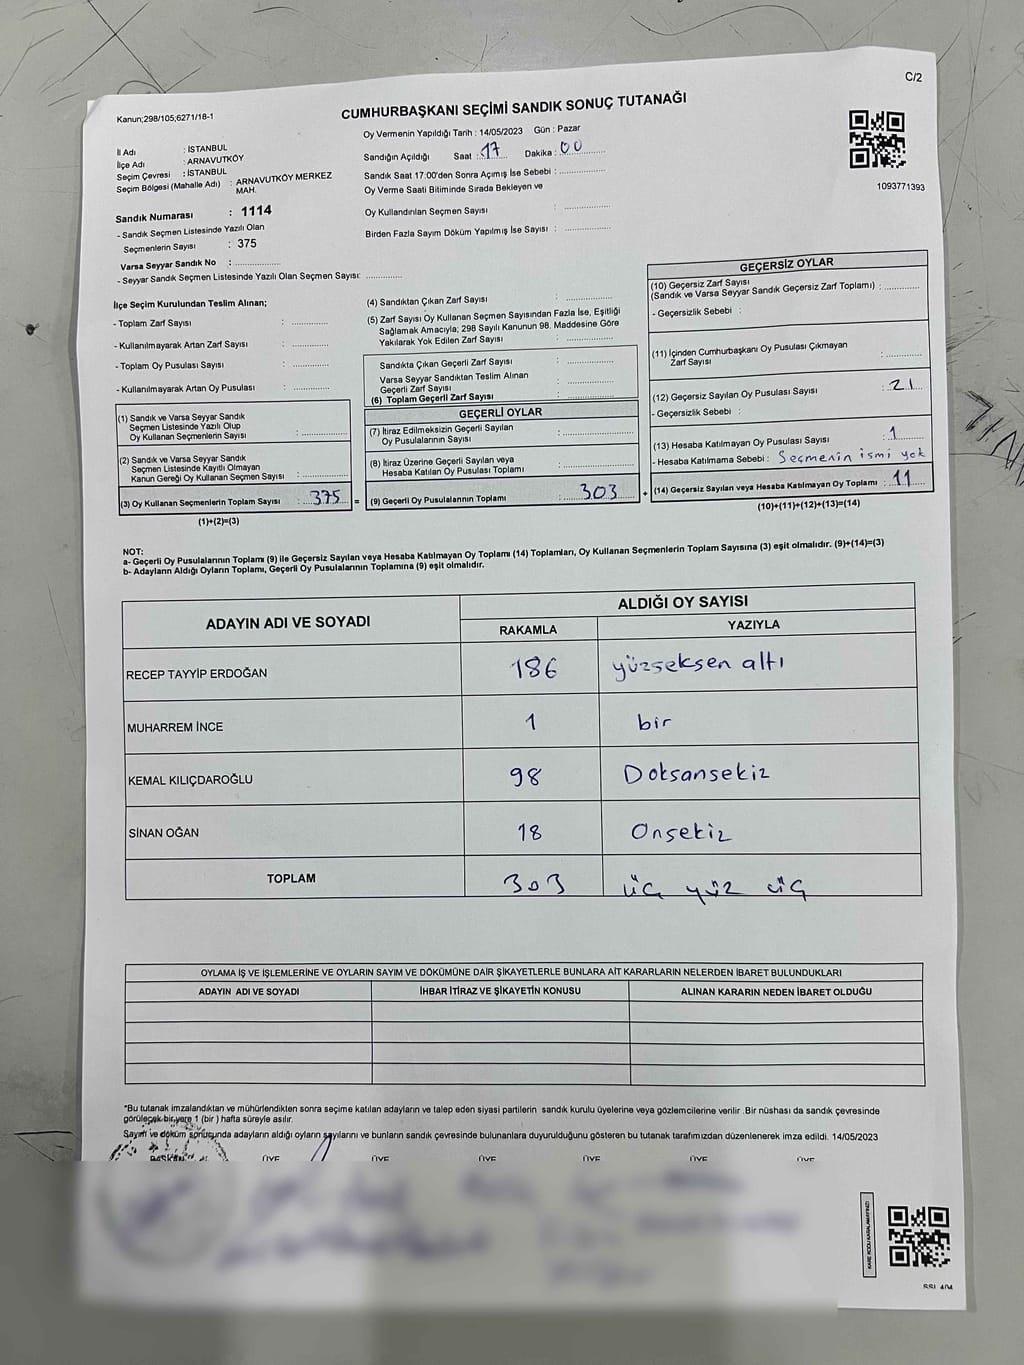 C/2
Kanun;298/105;6271/18-1
CUMHURBAŞKANI SEÇİMİ SANDIK SONUÇ TUTANAĞI
İl Adı : İSTANBUL
İlçe Adı : ARNAVUTKÖY
Seçim Çevresi : İSTANBUL
Seçim Bölgesi (Mahalle Adı) : ARNAVUTKÖY MERKEZ MAH.
Sandık Numarası : 1114
- Sandık Seçmen Listesinde Yazılı Olan
Seçmenlerin Sayısı : 375
Varsa Seyyar Sandık No : ...............
- Seyyar Sandık Seçmen Listesinde Yazılı Olan Seçmen Sayısı: ............
Oy Vermenin Yapıldığı Tarih : 14/05/2023 Gün : Pazar
Sandığın Açıldığı Saat : 17 Dakika : 00
Sandık Saat 17.00'den Sonra Açımış İse Sebebi : ...............
Oy Verme Saati Bitiminde Sırada Bekleyen ve
Oy Kullandırılan Seçmen Sayısı : ...............
Birden Fazla Sayım Döküm Yapılmış İse Sayısı : ...............
1093771393
İlçe Seçim Kurulundan Teslim Alınan;
- Toplam Zarf Sayısı : ............
- Kullanılmayarak Artan Zarf Sayısı : ............
- Toplam Oy Pusulası Sayısı : ............
- Kullanılmayarak Artan Oy Pusulası : ............
(1) Sandık ve Varsa Seyyar Sandık
Seçmen Listesinde Yazılı Olup
Oy Kullanan Seçmenlerin Sayısı : ...............
(2) Sandık ve Varsa Seyyar Sandık
Seçmen Listesinde Kayıtlı Olmayan
Kanun Gereği Oy Kullanan Seçmen Sayısı : ...............
(3) Oy Kullanan Seçmenlerin Toplam Sayısı : 375 =
(1)+(2)=(3)
(4) Sandıktan Çıkan Zarf Sayısı : ...............
(5) Zarf Sayısı Oy Kullanan Seçmen Sayısından Fazla İse, Eşitliği
Sağlamak Amacıyla; 298 Sayılı Kanunun 98. Maddesine Göre
Yakılarak Yok Edilen Zarf Sayısı : ...............
Sandıkta Çıkan Geçerli Zarf Sayısı : ...............
Varsa Seyyar Sandıktan Teslim Alınan
Geçerli Zarf Sayısı : ...............
(6) Toplam Geçerli Zarf Sayısı : ...............
GEÇERLİ OYLAR
(7) İtiraz Edilmeksizin Geçerli Sayılan
Oy Pusulalarının Sayısı : ...............
(8) İtiraz Üzerine Geçerli Sayılan veya
Hesaba Katılan Oy Pusulası Toplamı : ...............
(9) Geçerli Oy Pusulalarının Toplamı : 303 +
GEÇERSİZ OYLAR
(10) Geçersiz Zarf Sayısı
(Sandık ve Varsa Seyyar Sandık Geçersiz Zarf Toplamı) : ............
- Geçersizlik Sebebi :
(11) İçinden Cumhurbaşkanı Oy Pusulası Çıkmayan
Zarf Sayısı : ............
(12) Geçersiz Sayılan Oy Pusulası Sayısı : 21
- Geçersizlik Sebebi :
(13) Hesaba Katılmayan Oy Pusulası Sayısı : 1
- Hesaba Katılmama Sebebi : Seçmenin ismi yok
(14) Geçersiz Sayılan veya Hesaba Katılmayan Oy Toplamı : 11
(10)+(11)+(12)+(13)=(14)
NOT:
a- Geçerli Oy Pusulalarının Toplamı (9) ile Geçersiz Sayılan veya Hesaba Katılmayan Oy Toplamı (14) Toplamları, Oy Kullanan Seçmenlerin Toplam Sayısına (3) eşit olmalıdır. (9)+(14)=(3)
b- Adayların Aldığı Oyların Toplamı, Geçerli Oy Pusulalarının Toplamına (9) eşit olmalıdır.
ADAYIN ADI VE SOYADI ALDIĞI OY SAYISI
RAKAMLA YAZIYLA
RECEP TAYYİP ERDOĞAN 186 yüzseksen altı
MUHARREM İNCE 1 bir
KEMAL KILIÇDAROĞLU 98 Doksansekiz
SİNAN OĞAN 18 Onsekiz
TOPLAM 303 üç yüz üç
OYLAMA İŞ VE İŞLEMLERİNE VE OYLARIN SAYIM VE DÖKÜMÜNE DAİR ŞİKAYETLERLE BUNLARA AİT KARARLARIN NELERDEN İBARET BULUNDUKLARI
ADAYIN ADI VE SOYADI İHBAR İTİRAZ VE ŞİKAYETİN KONUSU ALINAN KARARIN NEDEN İBARET OLDUĞU
*Bu tutanak imzalandıktan ve mühürlendikten sonra seçime katılan adayların ve talep eden siyasi partilerin sandık kurulu üyelerine veya gözlemcilerine verilir .Bir nüshası da sandık çevresinde
görülecek bir yere 1 (bir ) hafta süreyle asılır.
Sayım ve döküm sonusunda adayların aldığı oyların sayılarını ve bunların sandık çevresinde bulunanlara duyurulduğunu gösteren bu tutanak tarafımızdan düzenlenerek imza edildi. 14/05/2023
BAŞKAN ÜYE ÜYE ÜYE ÜYE ÜYE ÜYE
KARE KODU KARALAMAYINIZ!